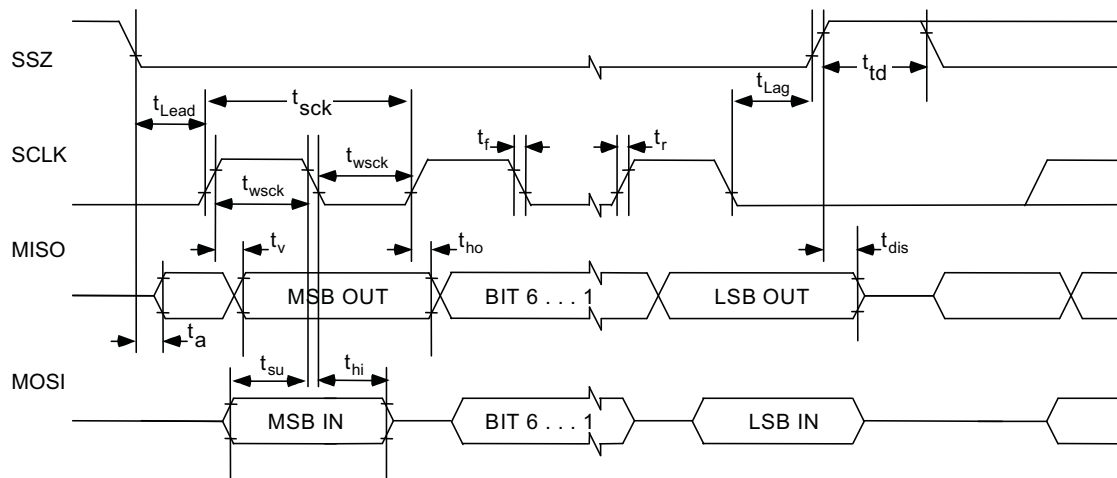 SSZ
t_td
t_Lag
t_Lead
t_sck
SCLK
t_f
t_r
t_wsck
t_wsck
MISO
t_v
t_ho
t_dis
MSB OUT
BIT 6 . . . 1
LSB OUT
t_a
MOSI
t_su
t_hi
MSB IN
BIT 6 . . . 1
LSB IN